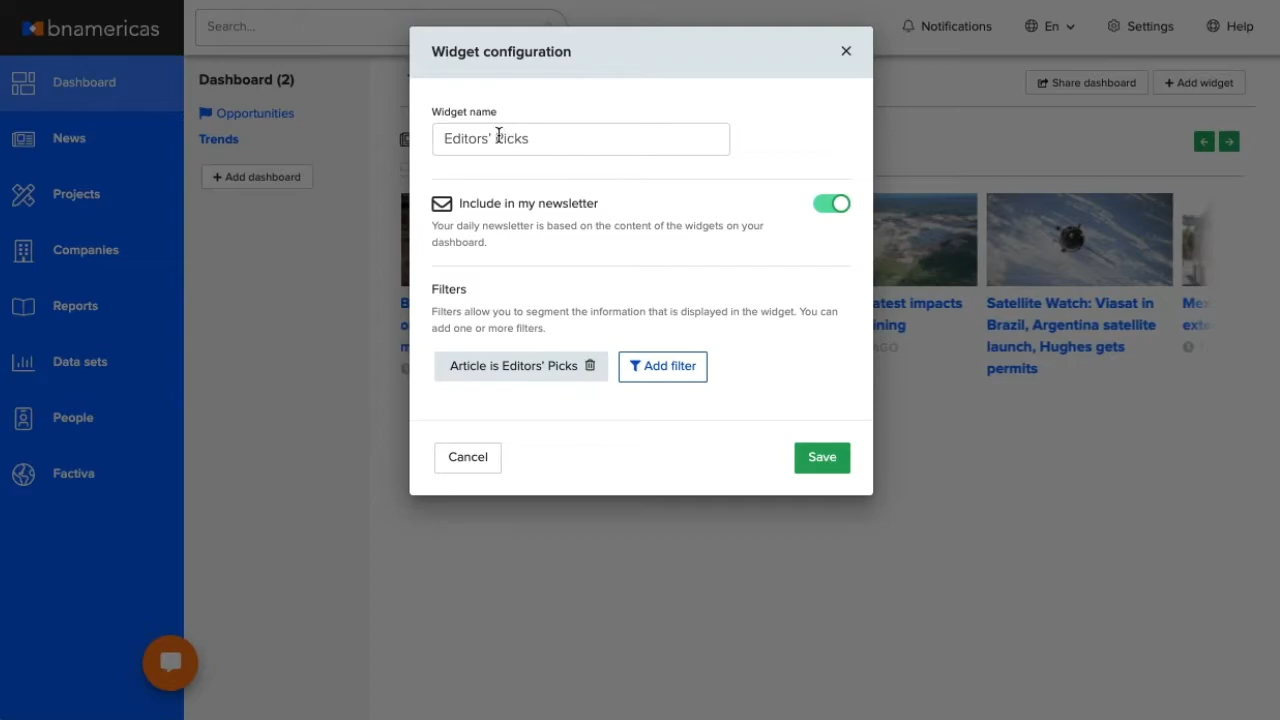 bnamericas
Search...
Notifications
En
Settings
Help
Dashboard
News
Projects
Companies
Reports
Data sets
People
Factiva
Dashboard (2)
Opportunities
Trends
+ Add dashboard
Share dashboard
+ Add widget
Widget configuration
Widget name
Editors' Picks
Include in my newsletter
Your daily newsletter is based on the content of the widgets on your
dashboard.
Filters
Filters allow you to segment the information that is displayed in the widget. You can
add one or more filters.
Article is Editors' Picks
Add filter
Cancel
Save
atest impacts
ning
GO
Satellite Watch: Viasat in
Brazil, Argentina satellite
launch, Hughes gets
permits
Mex
exte